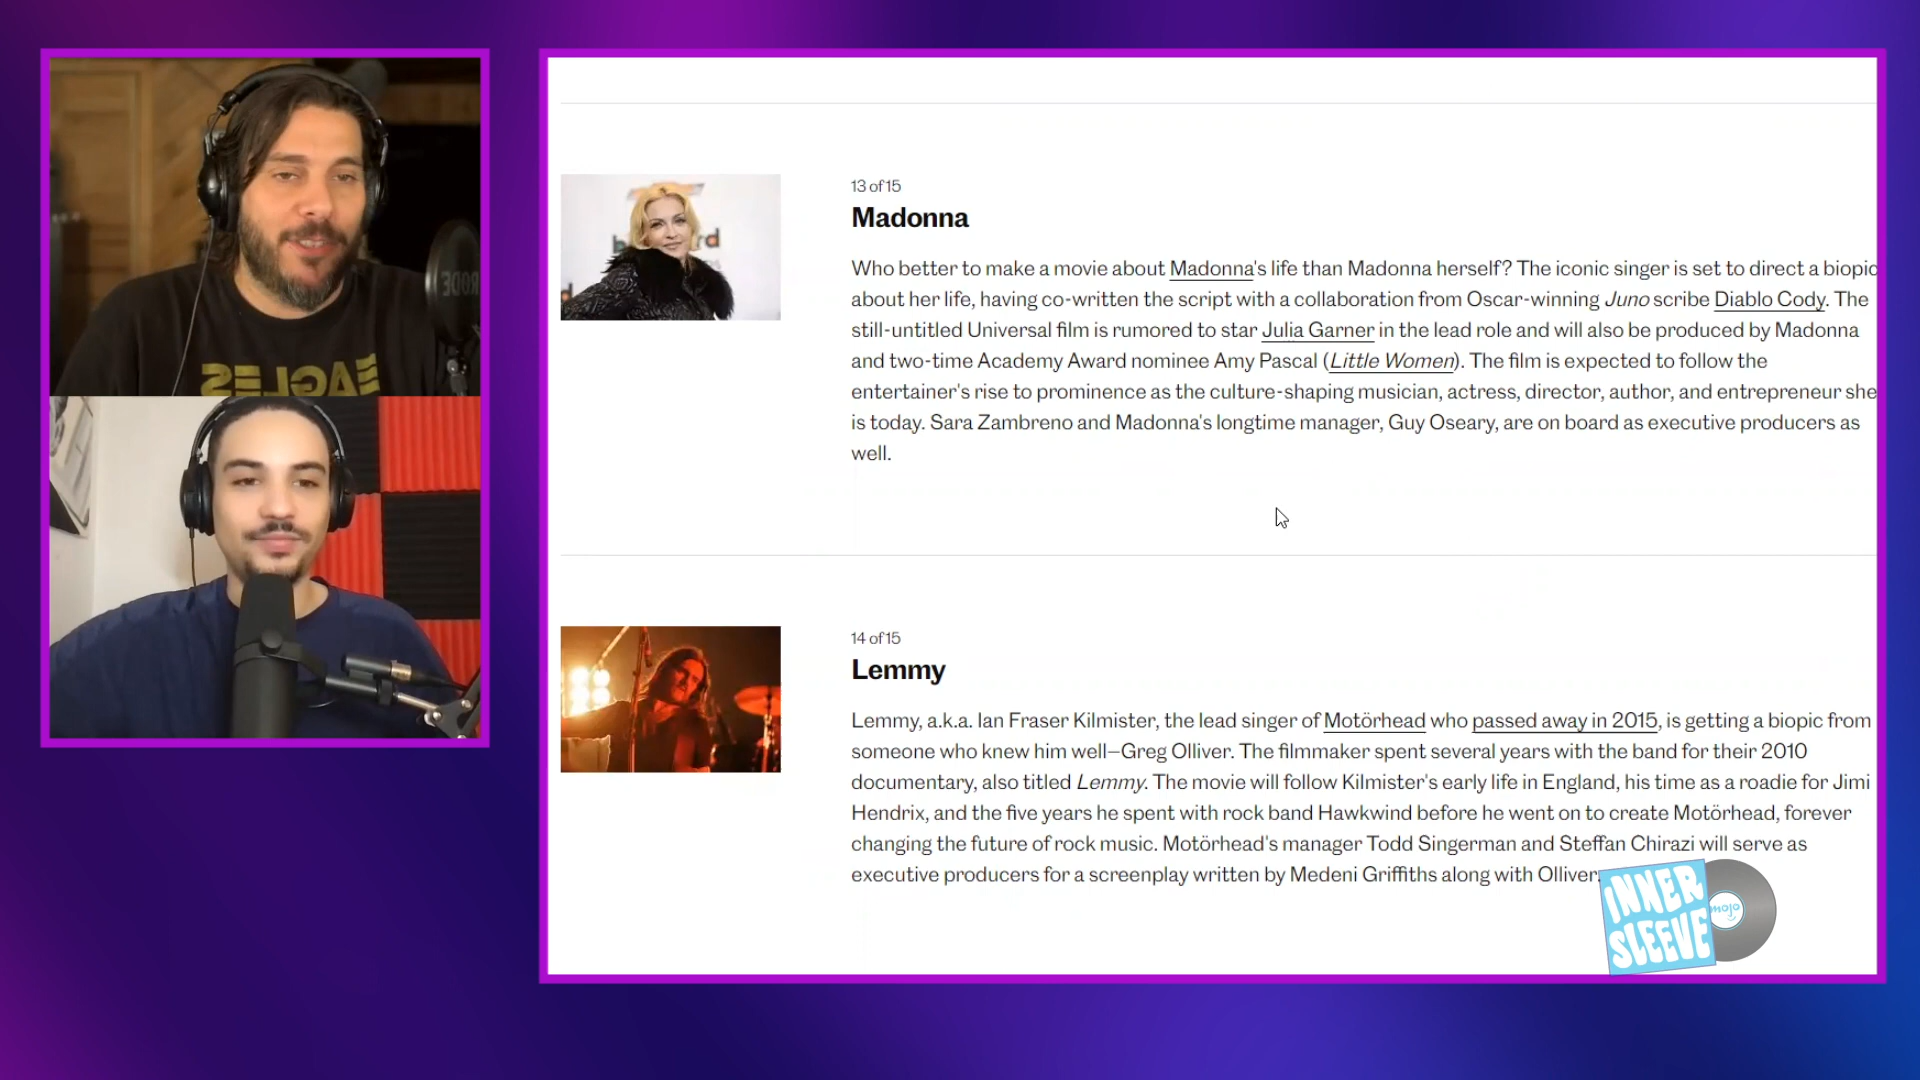 RODE
EAGLES
13 of 15
Madonna
Who better to make a movie about Madonna's life than Madonna herself? The iconic singer is set to direct a biopic
about her life, having co-written the script with a collaboration from Oscar-winning Juno scribe Diablo Cody. The
still-untitled Universal film is rumored to star Julia Garner in the lead role and will also be produced by Madonna
and two-time Academy Award nominee Amy Pascal (Little Women). The film is expected to follow the
entertainer's rise to prominence as the culture-shaping musician, actress, director, author, and entrepreneur she
is today. Sara Zambreno and Madonna's longtime manager, Guy Oseary, are on board as executive producers as
well.
14 of 15
Lemmy
Lemmy, a.k.a. Ian Fraser Kilmister, the lead singer of Motörhead who passed away in 2015, is getting a biopic from
someone who knew him well—Greg Olliver. The filmmaker spent several years with the band for their 2010
documentary, also titled Lemmy. The movie will follow Kilmister's early life in England, his time as a roadie for Jimi
Hendrix, and the five years he spent with rock band Hawkwind before he went on to create Motörhead, forever
changing the future of rock music. Motörhead's manager Todd Singerman and Steffan Chirazi will serve as
executive producers for a screenplay written by Medeni Griffiths along with Olliver.
INNER
SLEEVE
mojo